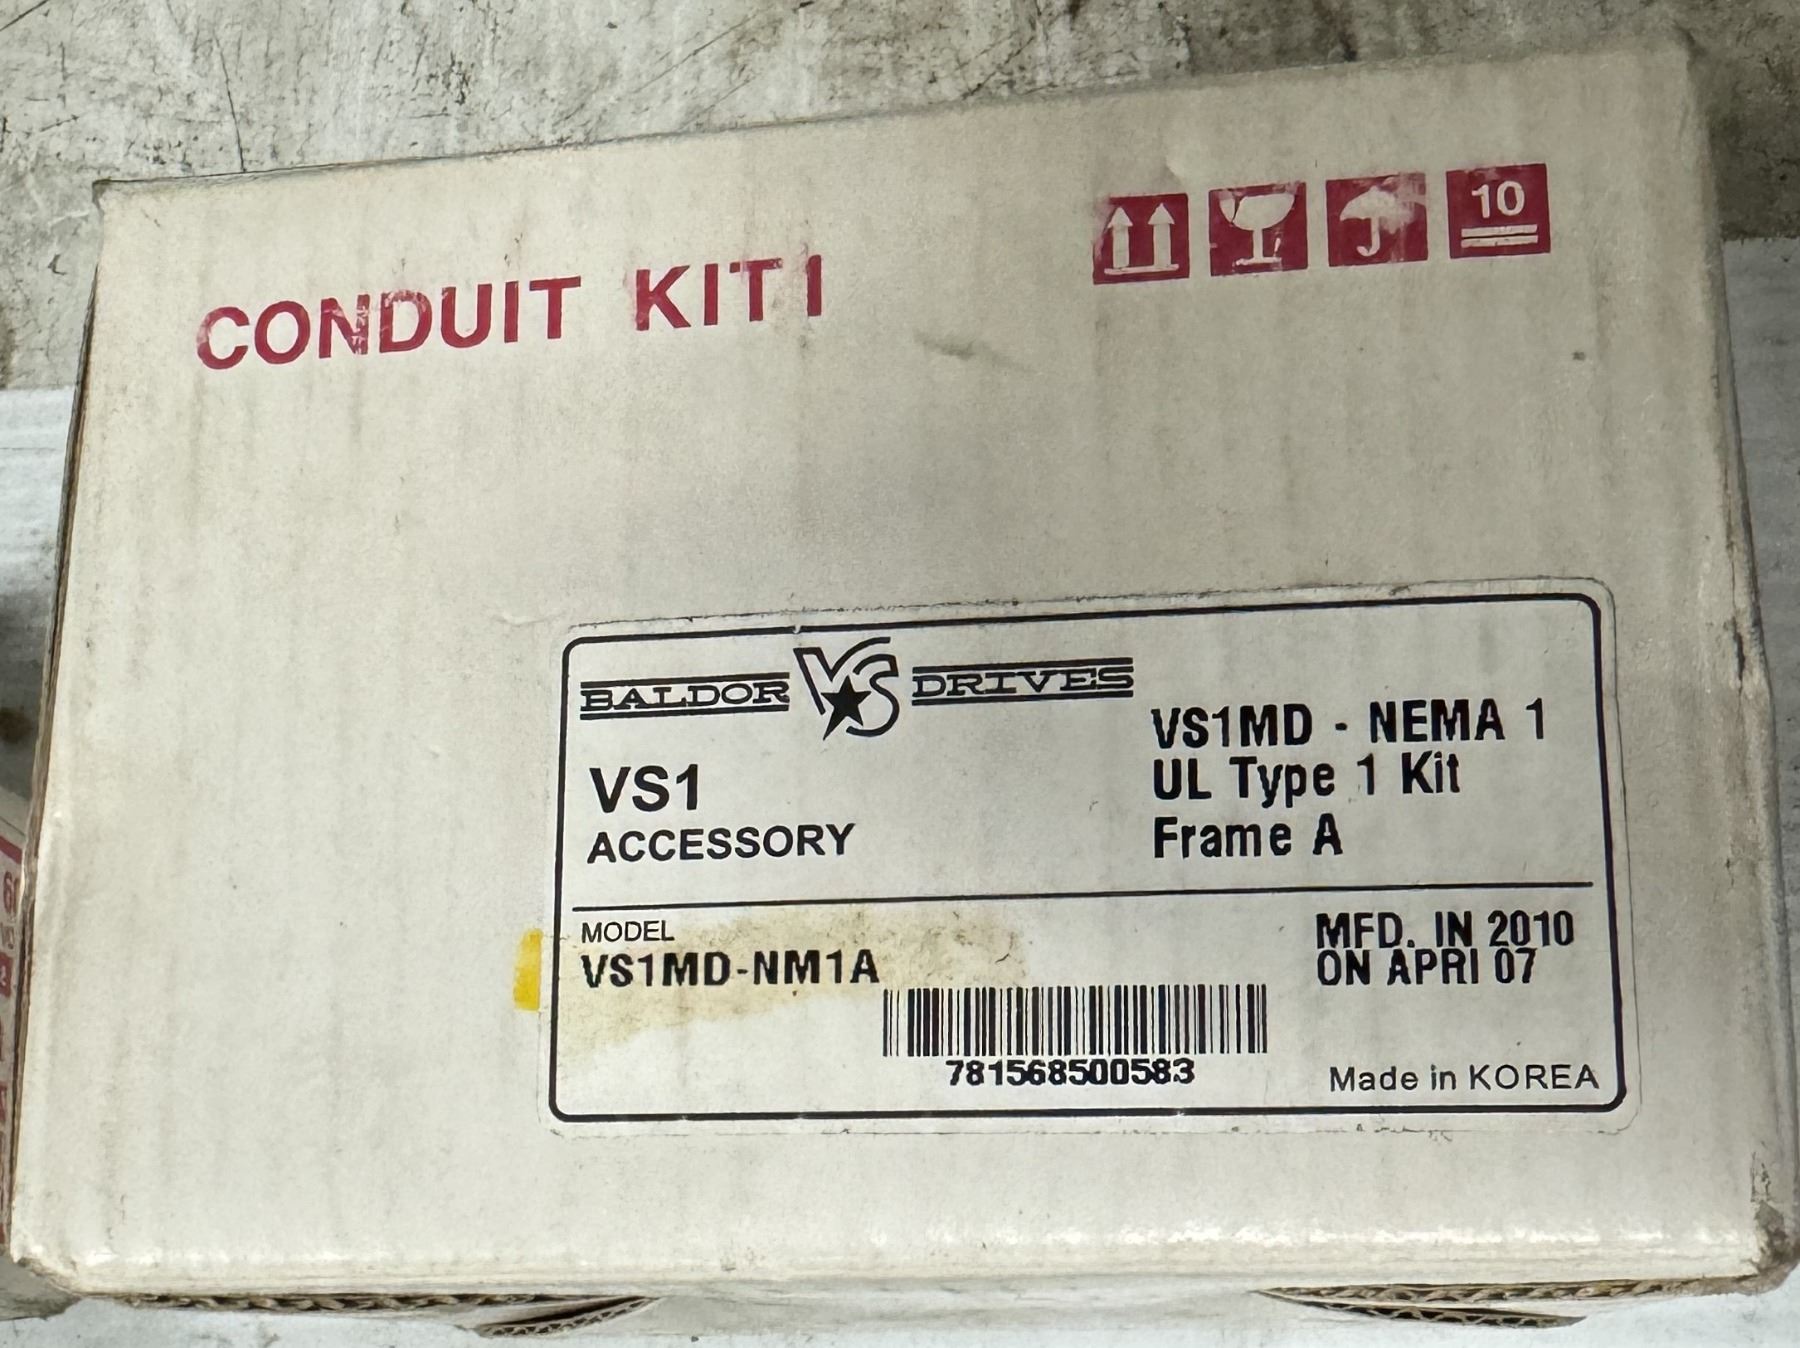 CONDUIT KIT I
10
BALDOR VS DRIVES
VS1MD - NEMA 1
UL Type 1 Kit
Frame A
VS1
ACCESSORY
MODEL
VS1MD-NM1A
MFD. IN 2010
ON APRI 07
781568500583
Made in KOREA